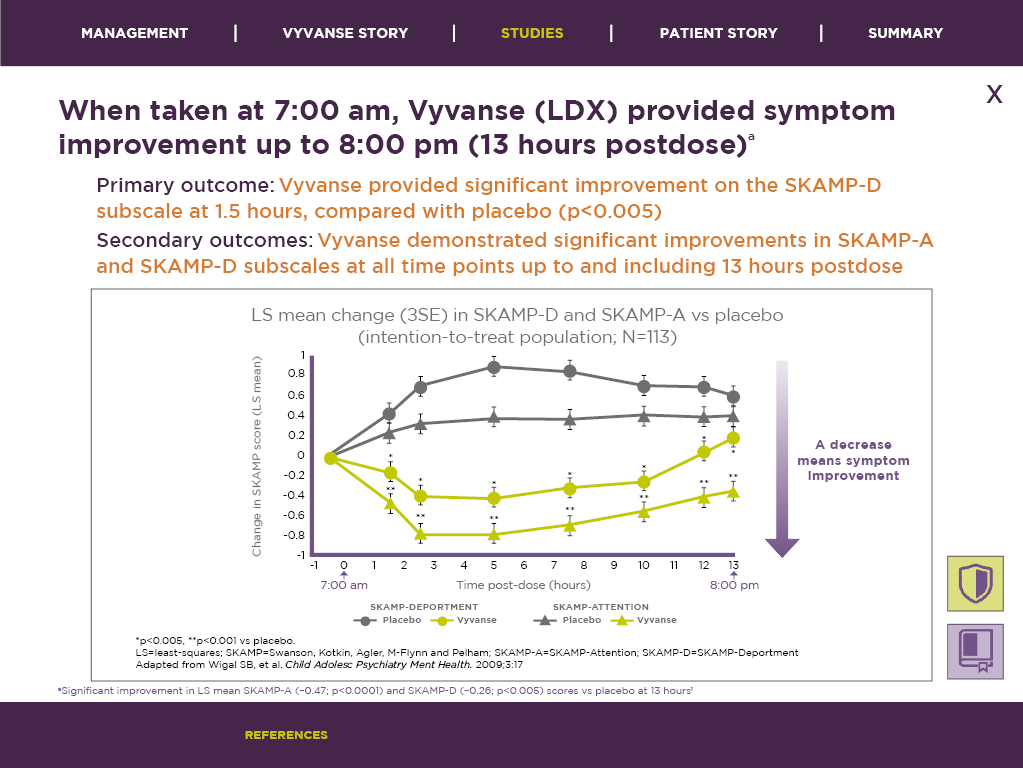 MANAGEMENT | VYVANSE STORY | STUDIES | PATIENT STORY | SUMMARY
X
When taken at 7:00 am, Vyvanse (LDX) provided symptom
improvement up to 8:00 pm (13 hours postdose)a
Primary outcome: Vyvanse provided significant improvement on the SKAMP-D
subscale at 1.5 hours, compared with placebo (p<0.005)
Secondary outcomes: Vyvanse demonstrated significant improvements in SKAMP-A
and SKAMP-D subscales at all time points up to and including 13 hours postdose
LS mean change (3SE) in SKAMP-D and SKAMP-A vs placebo
(intention-to-treat population; N=113)
Change in SKAMP score (LS mean)
1
0.8
0.6
0.4
0.2
0
-0.2
-0.4
-0.6
-0.8
-1
* * * * * * *
** ** ** ** ** ** **
A decrease
means symptom
improvement
-1 0 1 2 3 4 5 6 7 8 9 10 11 12 13
7:00 am Time post-dose (hours) 8:00 pm
SKAMP-DEPORTMENT SKAMP-ATTENTION
Placebo Vyvanse Placebo Vyvanse
*p<0.005, **p<0.001 vs placebo.
LS=least-squares; SKAMP=Swanson, Kotkin, Agler, M-Flynn and Pelham; SKAMP-A=SKAMP-Attention; SKAMP-D=SKAMP-Deportment
Adapted from Wigal SB, et al. Child Adolesc Psychiatry Ment Health. 2009;3:17
aSignificant improvement in LS mean SKAMP-A (−0.47; p<0.0001) and SKAMP-D (−0.26; p<0.005) scores vs placebo at 13 hours1
REFERENCES